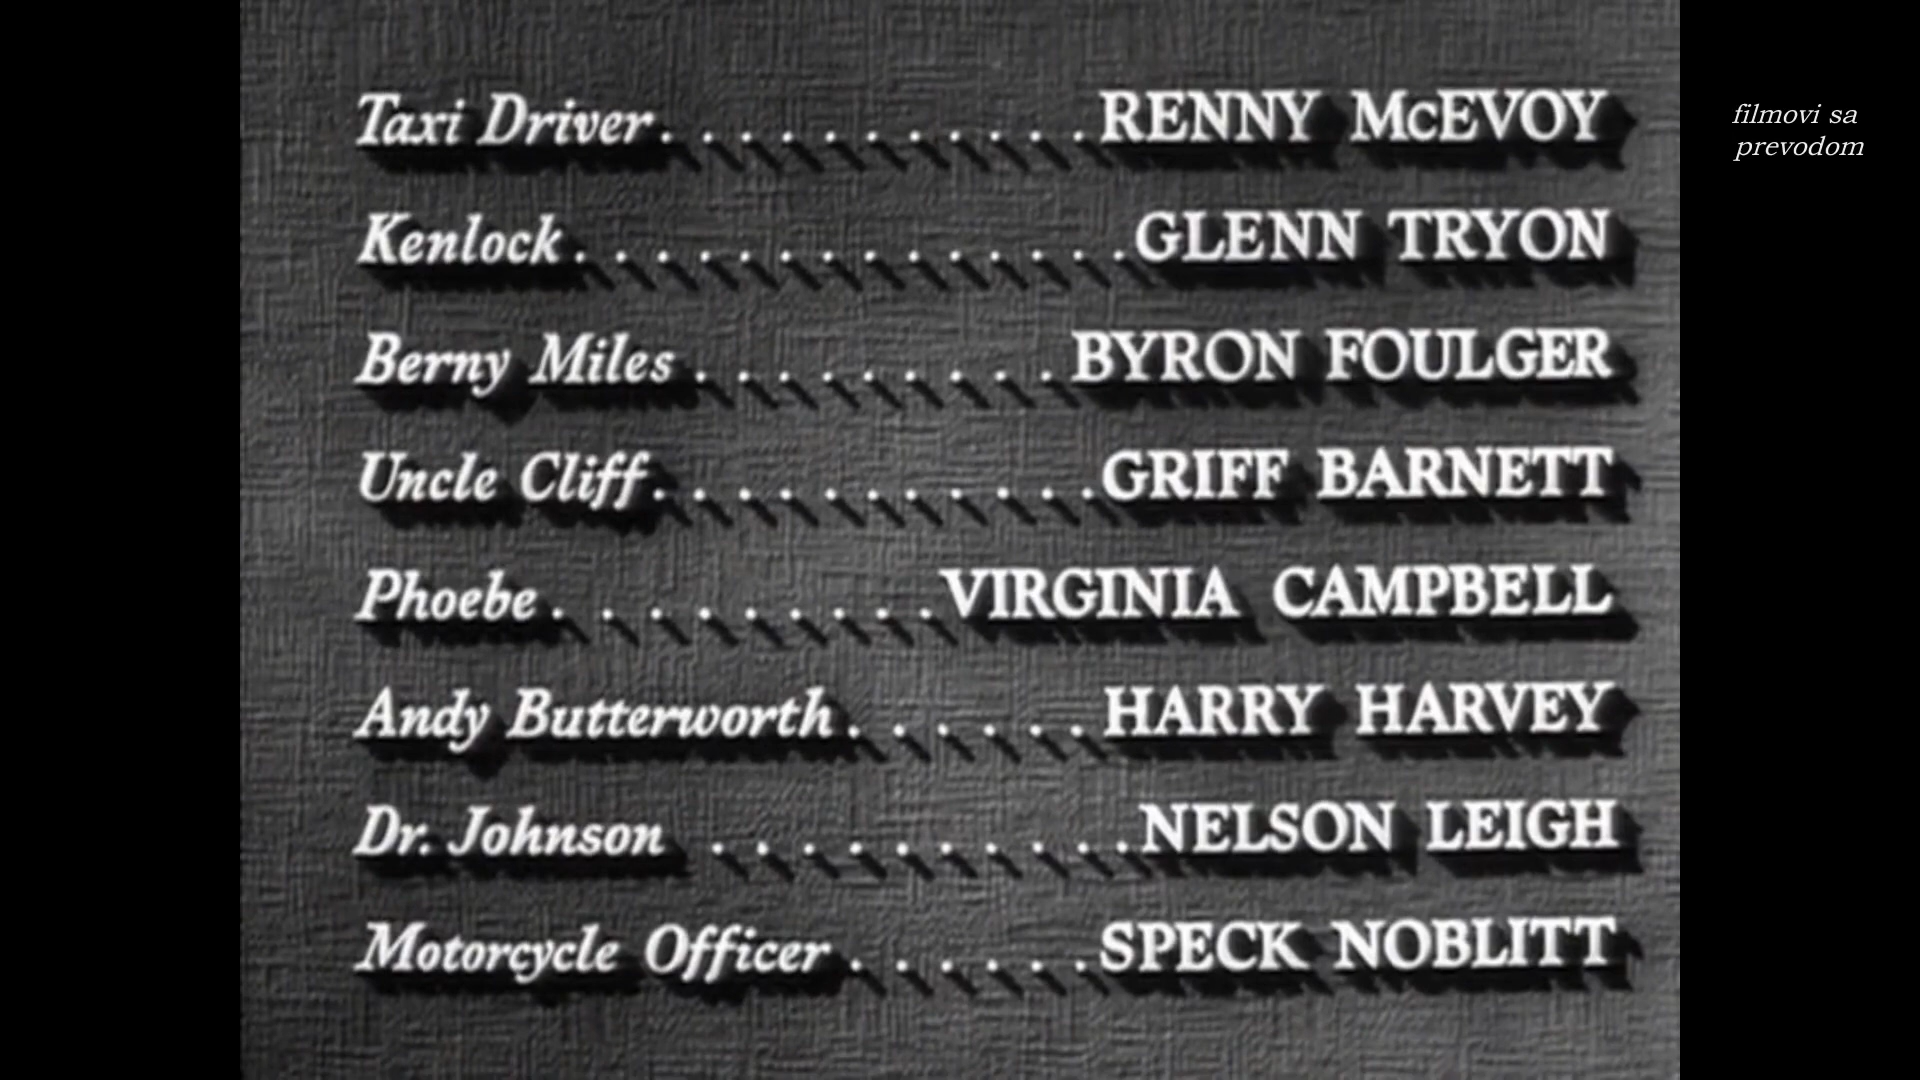 Taxi Driver. . . . . . . . . . . RENNY McEVOY
Kenlock. . . . . . . . . . . . . . GLENN TRYON
Berny Miles . . . . . . . . . BYRON FOULGER
Uncle Cliff. . . . . . . . . . . GRIFF BARNETT
Phoebe . . . . . . . . . VIRGINIA CAMPBELL
Andy Butterworth . . . . . . HARRY HARVEY
Dr. Johnson . . . . . . . . . . NELSON LEIGH
Motorcycle Officer . . . . . . SPECK NOBLITT
filmovi sa
prevodom